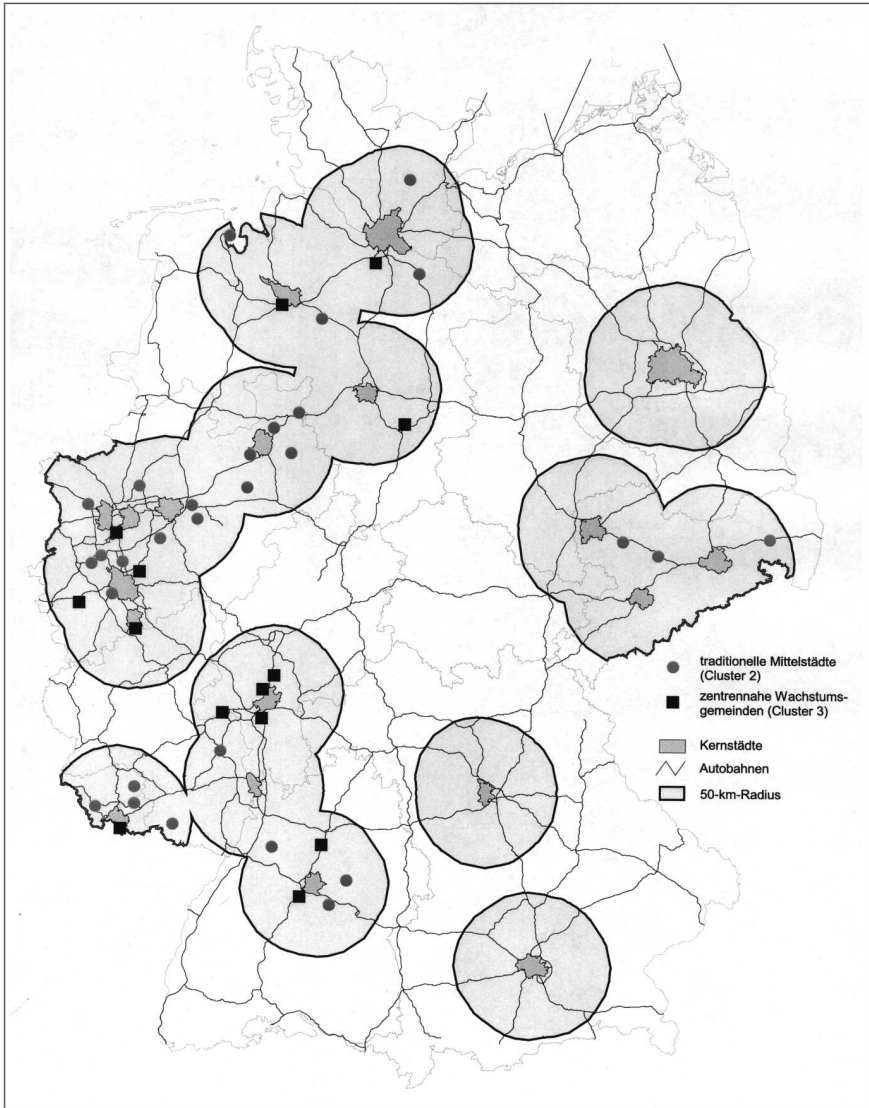 traditionelle Mittelstädte
(Cluster 2)
zentrennahe Wachstums-
gemeinden (Cluster 3)
Kernstädte
Autobahnen
50-km-Radius